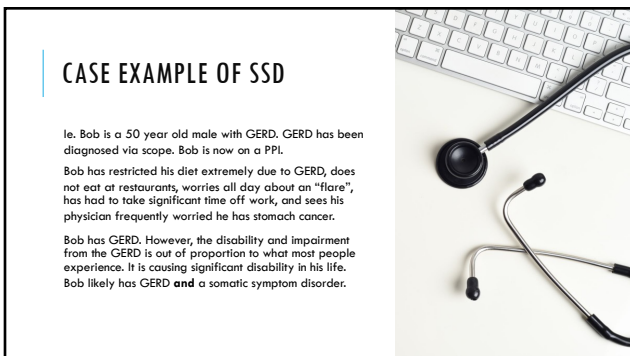 CASE EXAMPLE OF SSD
Ie. Bob is a 50 year old male with GERD. GERD has been
diagnosed via scope. Bob is now on a PPI.
Bob has restricted his diet extremely due to GERD, does
not eat at restaurants, worries all day about an “flare”,
has had to take significant time off work, and sees his
physician frequently worried he has stomach cancer.
Bob has GERD. However, the disability and impairment
from the GERD is out of proportion to what most people
experience. It is causing significant disability in his life.
Bob likely has GERD and a somatic symptom disorder.